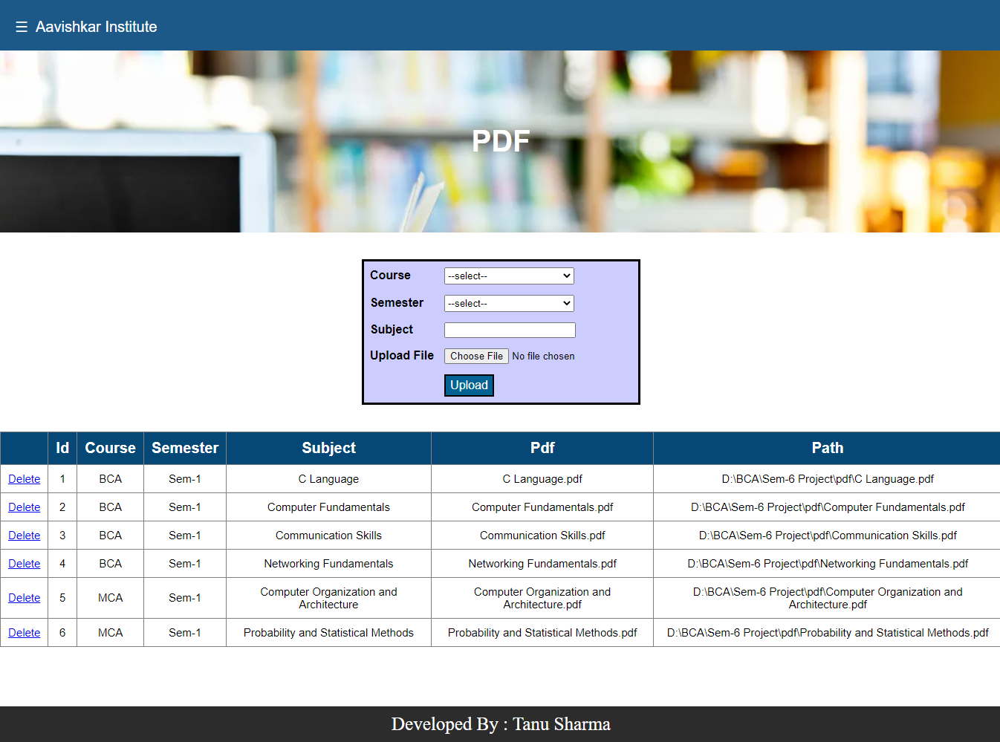 ☰ Aavishkar Institute
PDF
Course --select--
Semester --select--
Subject
Upload File Choose File No file chosen
Upload
Id Course Semester Subject Pdf Path
Delete 1 BCA Sem-1 C Language C Language.pdf D:\BCA\Sem-6 Project\pdf\C Language.pdf
Delete 2 BCA Sem-1 Computer Fundamentals Computer Fundamentals.pdf D:\BCA\Sem-6 Project\pdf\Computer Fundamentals.pdf
Delete 3 BCA Sem-1 Communication Skills Communication Skills.pdf D:\BCA\Sem-6 Project\pdf\Communication Skills.pdf
Delete 4 BCA Sem-1 Networking Fundamentals Networking Fundamentals.pdf D:\BCA\Sem-6 Project\pdf\Networking Fundamentals.pdf
Delete 5 MCA Sem-1 Computer Organization and Architecture Computer Organization and Architecture.pdf D:\BCA\Sem-6 Project\pdf\Computer Organization and Architecture.pdf
Delete 6 MCA Sem-1 Probability and Statistical Methods Probability and Statistical Methods.pdf D:\BCA\Sem-6 Project\pdf\Probability and Statistical Methods.pdf
Developed By : Tanu Sharma